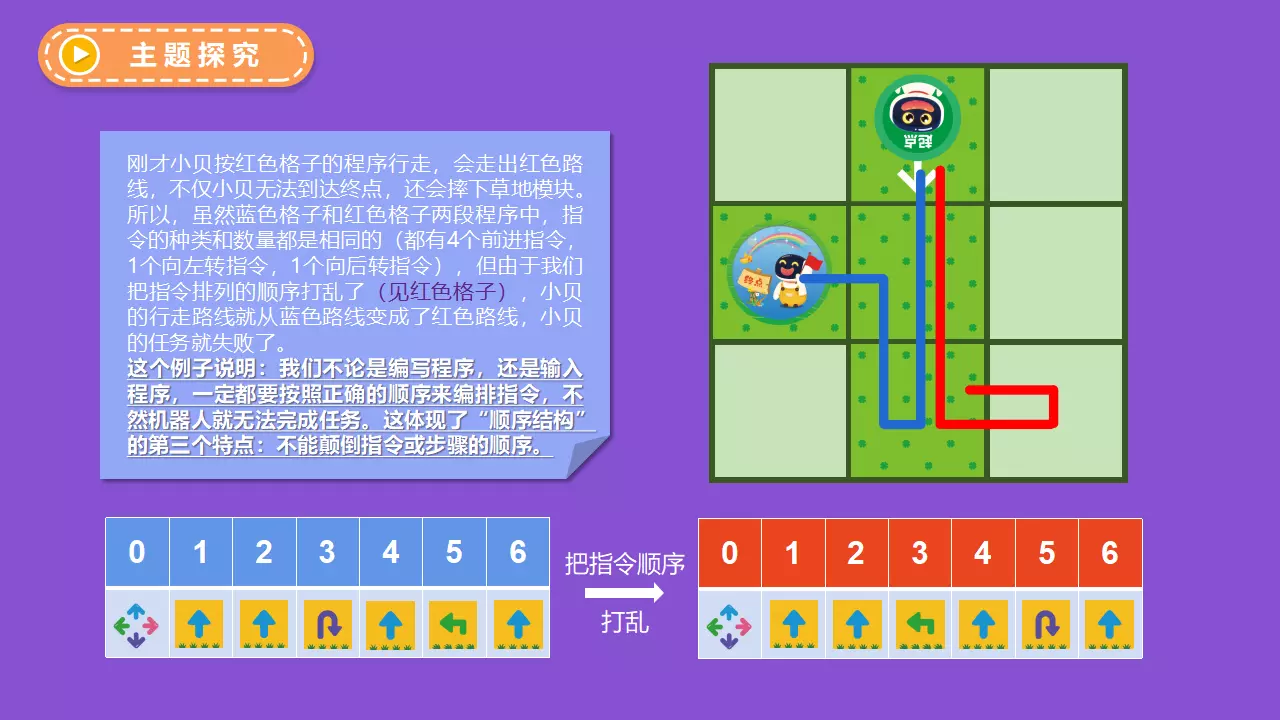 主题探究
刚才小贝按红色格子的程序行走，会走出红色路
线，不仅小贝无法到达终点，还会摔下草地模块。
所以，虽然蓝色格子和红色格子两段程序中，指
令的种类和数量都是相同的（都有4个前进指令，
1个向左转指令，1个向后转指令），但由于我们
把指令排列的顺序打乱了（见红色格子），小贝
的行走路线就从蓝色路线变成了红色路线，小贝
的任务就失败了。
这个例子说明：我们不论是编写程序，还是输入
程序，一定都要按照正确的顺序来编排指令，不
然机器人就无法完成任务。这体现了“顺序结构”
的第三个特点：不能颠倒指令或步骤的顺序。
起点
终点
0 1 2 3 4 5 6
把指令顺序
打乱
0 1 2 3 4 5 6